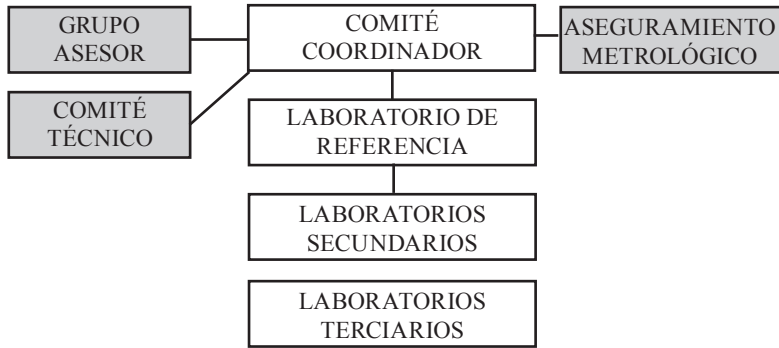 GRUPO
ASESOR
COMITÉ
COORDINADOR
ASEGURAMIENTO
METROLÓGICO
COMITÉ
TÉCNICO
LABORATORIO DE
REFERENCIA
LABORATORIOS
SECUNDARIOS
LABORATORIOS
TERCIARIOS